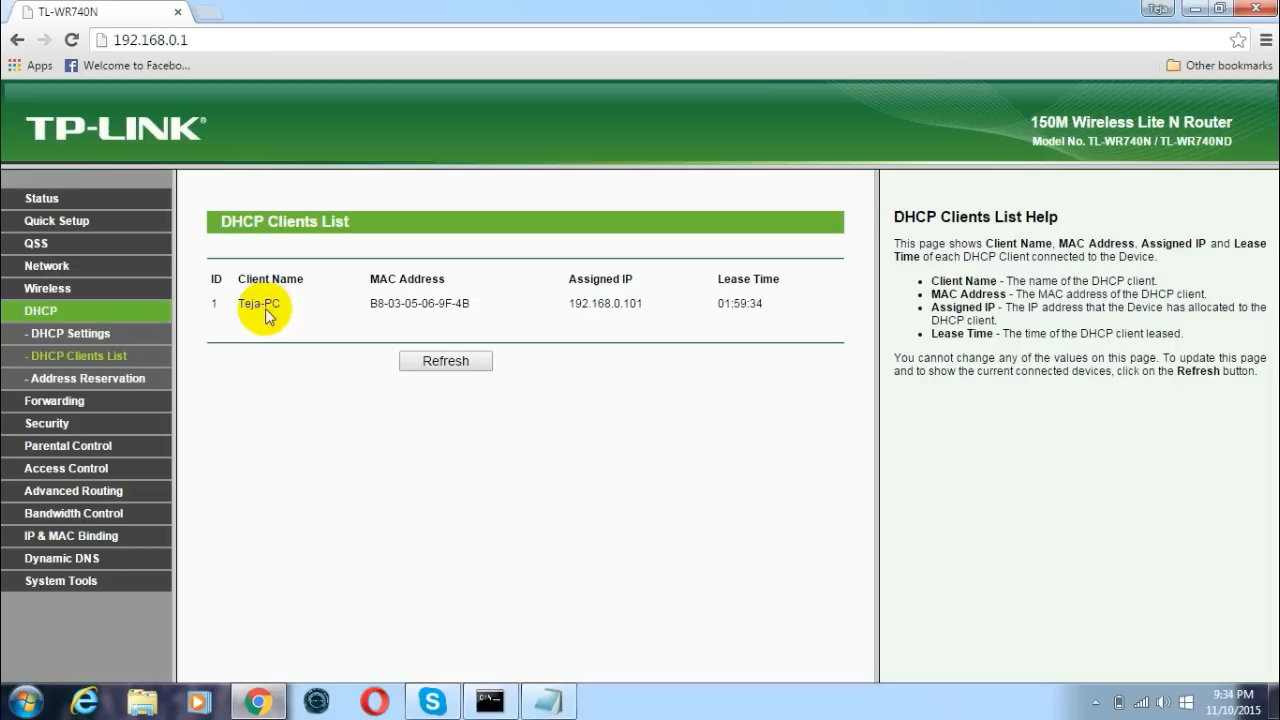 TL-WR740N
Teja
192.168.0.1
Apps
Welcome to Facebo...
Other bookmarks
TP-LINK®
150M Wireless Lite N Router
Model No. TL-WR740N / TL-WR740ND
Status
Quick Setup
QSS
Network
Wireless
DHCP
- DHCP Settings
- DHCP Clients List
- Address Reservation
Forwarding
Security
Parental Control
Access Control
Advanced Routing
Bandwidth Control
IP & MAC Binding
Dynamic DNS
System Tools
DHCP Clients List
ID Client Name MAC Address Assigned IP Lease Time
1 Teja-PC B8-03-05-06-9F-4B 192.168.0.101 01:59:34
Refresh
DHCP Clients List Help
This page shows Client Name, MAC Address, Assigned IP and Lease
Time of each DHCP Client connected to the Device.
• Client Name - The name of the DHCP client.
• MAC Address - The MAC address of the DHCP client.
• Assigned IP - The IP address that the Device has allocated to the
DHCP client.
• Lease Time - The time of the DHCP client leased.
You cannot change any of the values on this page. To update this page
and to show the current connected devices, click on the Refresh button.
9:34 PM
11/10/2015